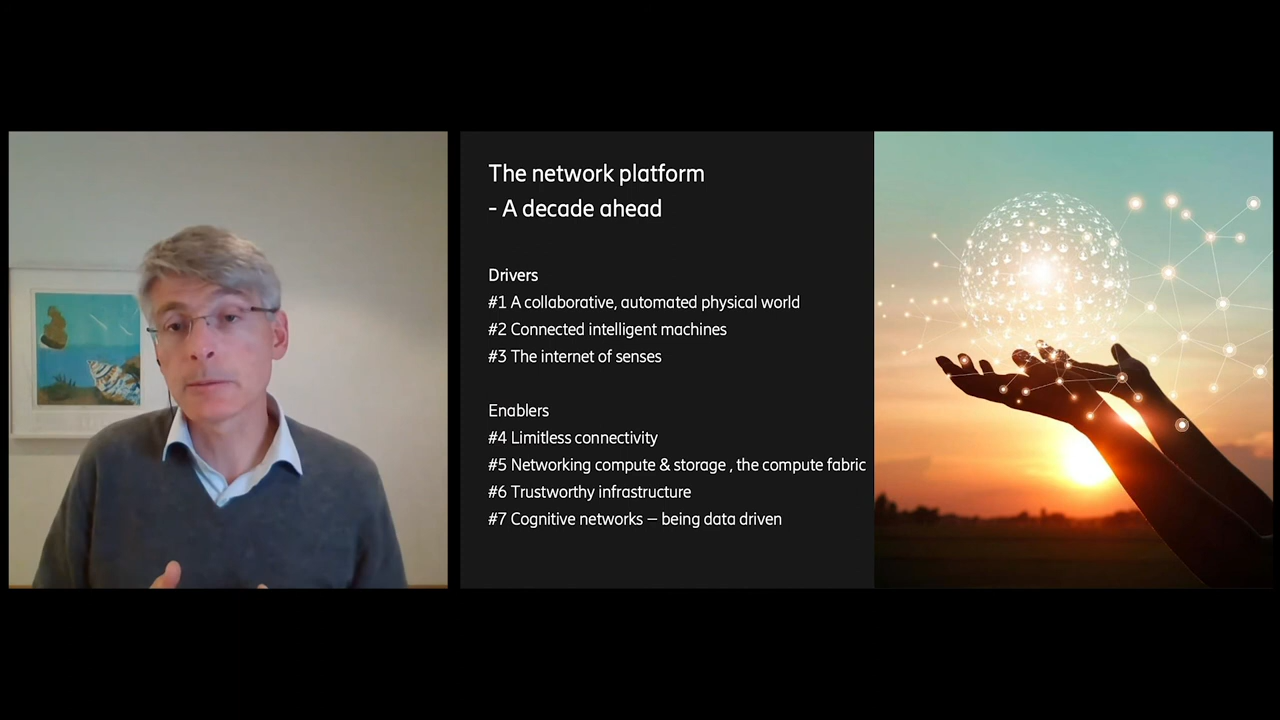 The network platform
- A decade ahead
Drivers
#1 A collaborative, automated physical world
#2 Connected intelligent machines
#3 The internet of senses
Enablers
#4 Limitless connectivity
#5 Networking compute & storage , the compute fabric
#6 Trustworthy infrastructure
#7 Cognitive networks – being data driven